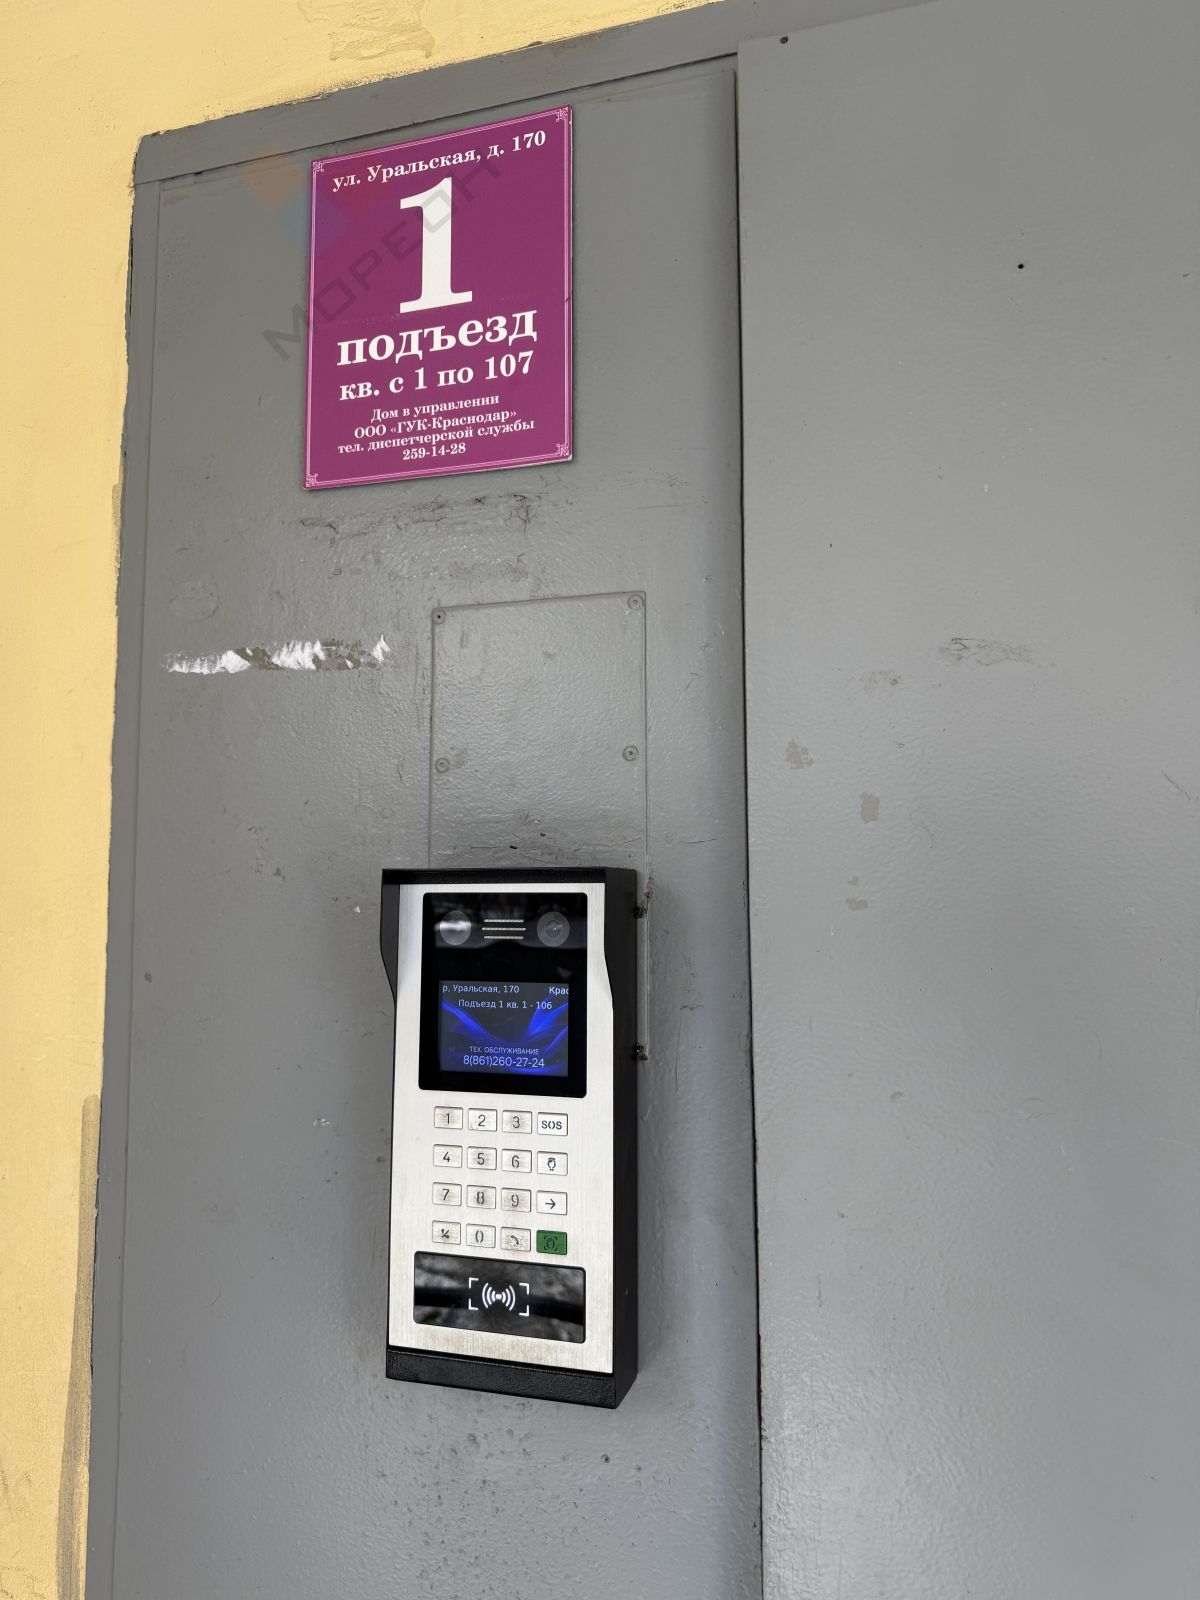 ул. Уральская, д. 170
1
подъезд
кв. с 1 по 107
Дом в управлении
ООО «ГУК-Краснодар»
тел. диспетчерской службы
259-14-28
МОРЕОН
р, Уральская, 170 Крас
Подъезд 1 кв. 1 - 106
ТЕХ. ОБСЛУЖИВАНИЕ
8(861)260-27-24
1 2 3 SOS
4 5 6
7 8 9 →
0